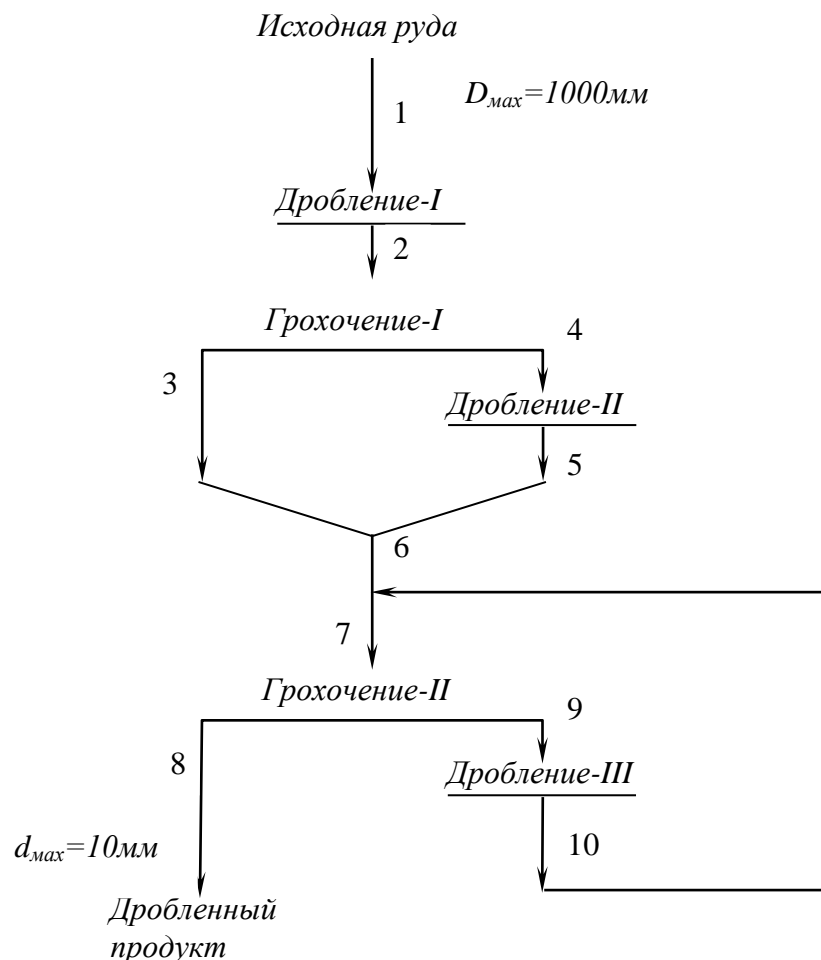 Исходная руда
1
Dмах=1000мм
Дробление-I
2
Грохочение-I
4
3
Дробление-II
5
6
7
Грохочение-II
9
8
Дробление-III
dмах=10мм
10
Дробленный
продукт